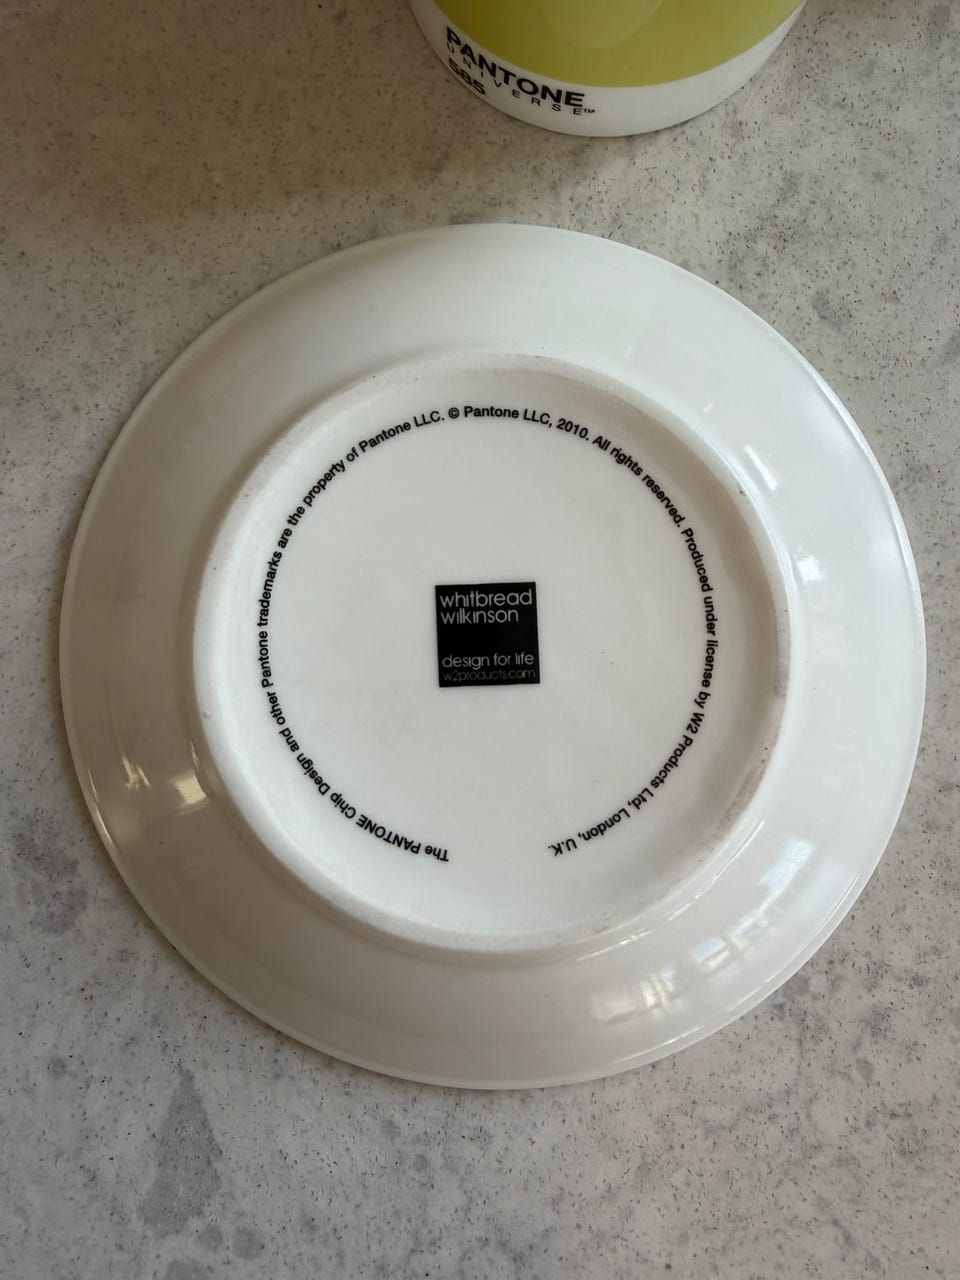 PANTONE
UNIVERSE™
585
The PANTONE Chip Design and other Pantone trademarks are the property of Pantone LLC. © Pantone LLC, 2010. All rights reserved. Produced under license by W2 Products Ltd, London, U.K.
whitbread
wilkinson
design for life
w2products.com